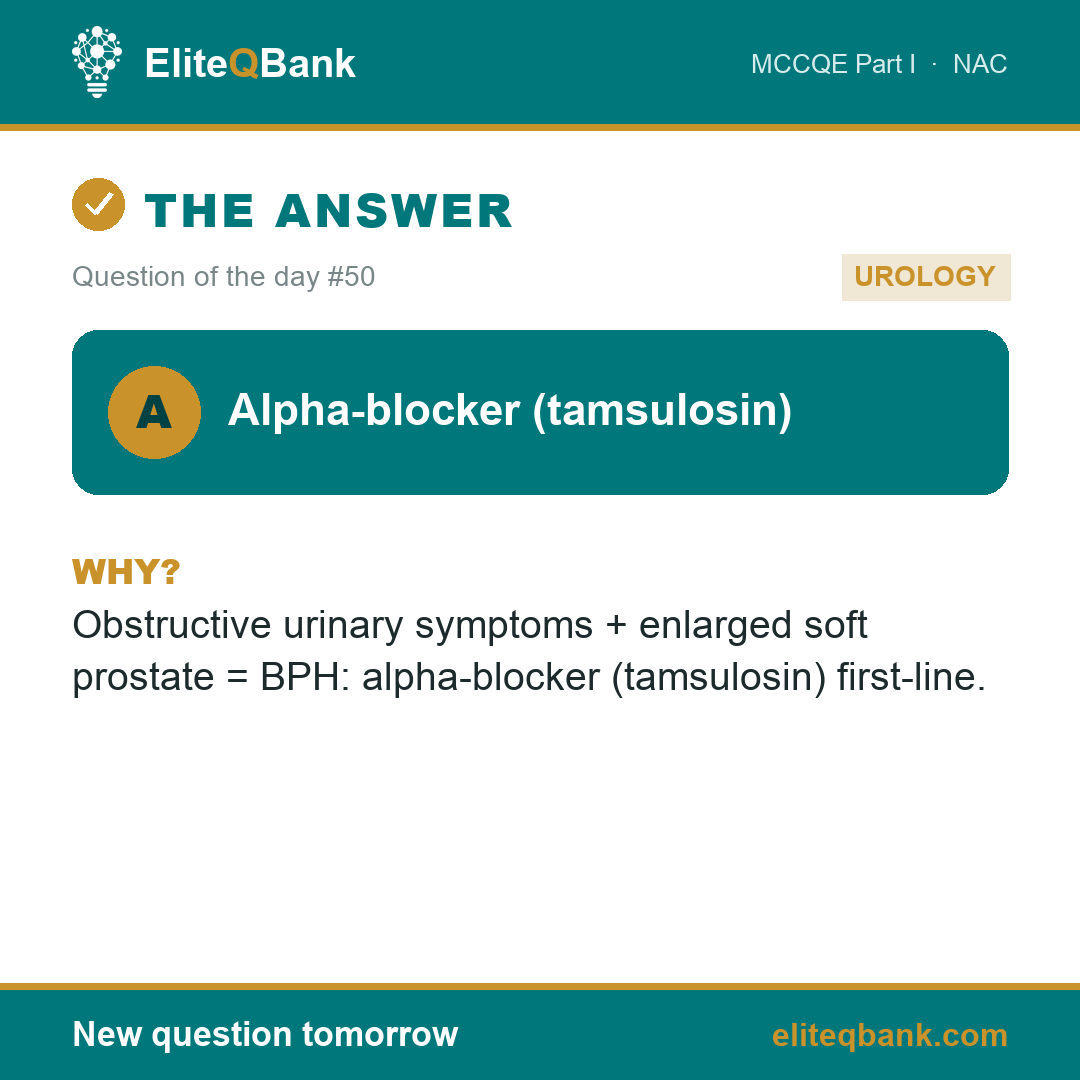 EliteQBank
MCCQE Part I · NAC
THE ANSWER
Question of the day #50
UROLOGY
A
Alpha-blocker (tamsulosin)
WHY?
Obstructive urinary symptoms + enlarged soft
prostate = BPH: alpha-blocker (tamsulosin) first-line.
New question tomorrow
eliteqbank.com